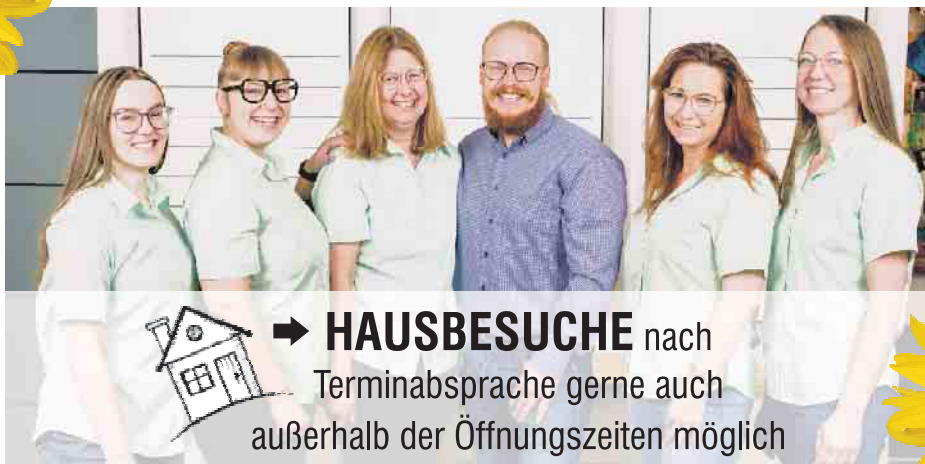 ➡ HAUSBESUCHE nach
Terminabsprache gerne auch
außerhalb der Öffnungszeiten möglich